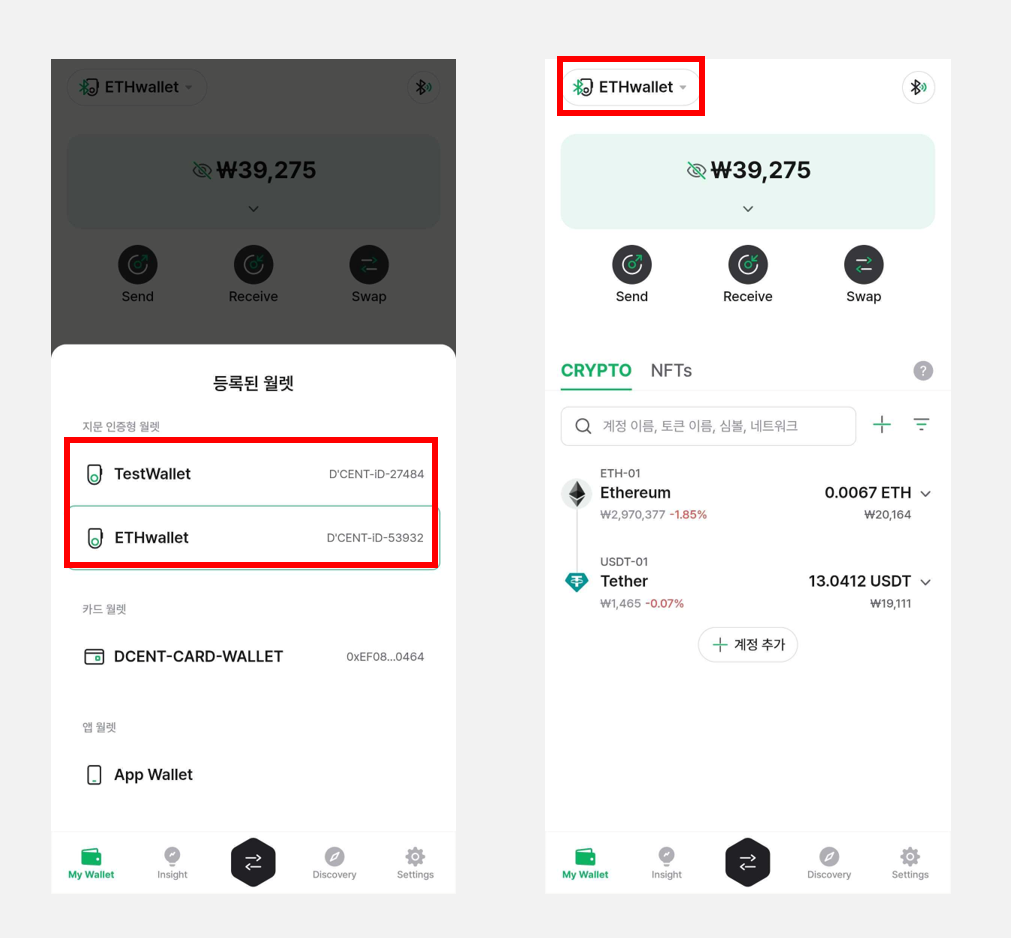 ETHwallet
₩39,275
Send
Receive
Swap
등록된 월렛
지문 인증형 월렛
TestWallet D'CENT-iD-27484
ETHwallet D'CENT-iD-53932
카드 월렛
DCENT-CARD-WALLET 0xEF08...0464
앱 월렛
App Wallet
My Wallet
Insight
Discovery
Settings
ETHwallet
₩39,275
Send
Receive
Swap
CRYPTO NFTs ?
계정 이름, 토큰 이름, 심볼, 네트워크
ETH-01
Ethereum 0.0067 ETH
₩2,970,377 -1.85% ₩20,164
USDT-01
Tether 13.0412 USDT
₩1,465 -0.07% ₩19,111
계정 추가
My Wallet
Insight
Discovery
Settings